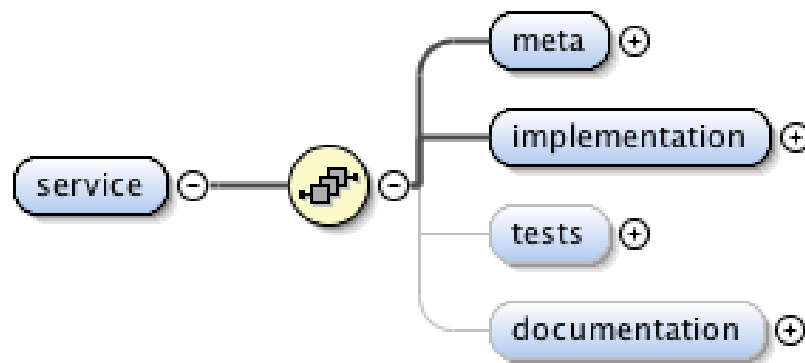 meta
implementation
service
tests
documentation